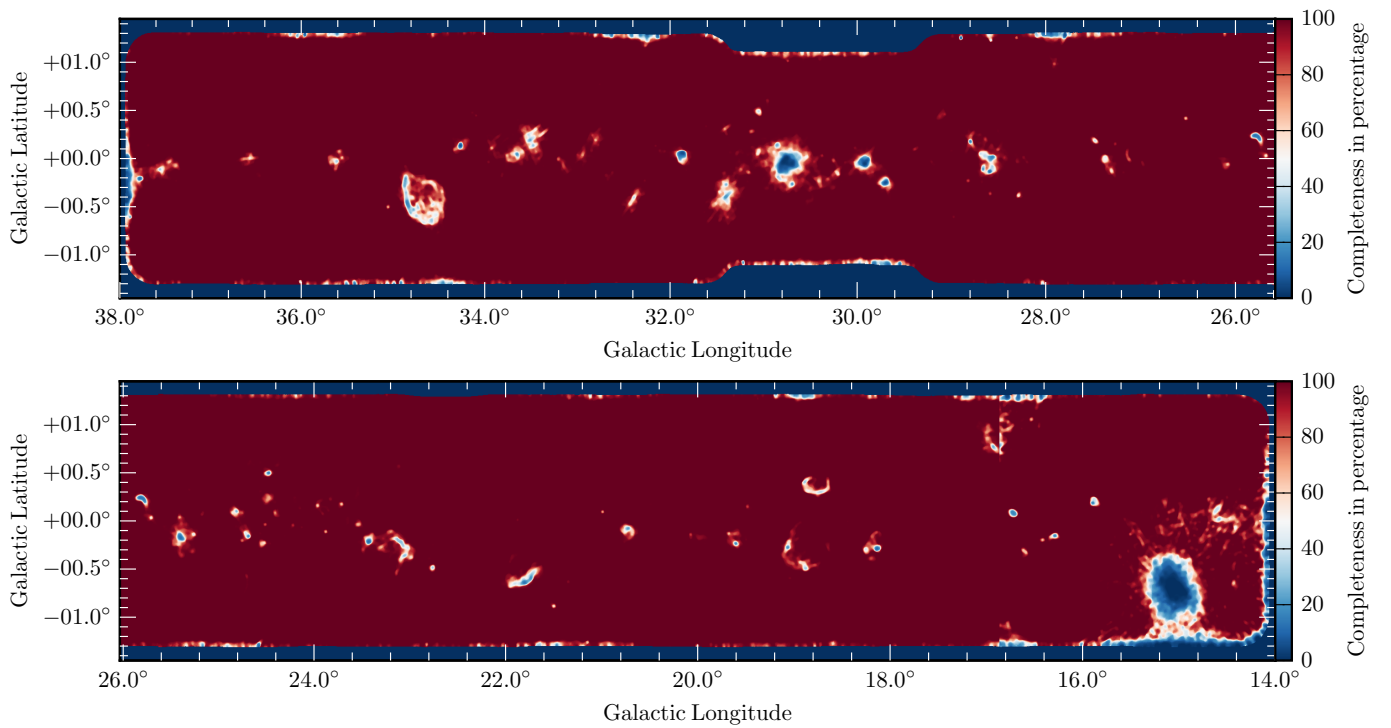 +01.0°
+00.5°
+00.0°
−00.5°
−01.0°
Galactic Latitude
38.0° 36.0° 34.0° 32.0° 30.0° 28.0° 26.0°
Galactic Longitude
100
80
60
40
20
0
Completeness in percentage
+01.0°
+00.5°
+00.0°
−00.5°
−01.0°
Galactic Latitude
26.0° 24.0° 22.0° 20.0° 18.0° 16.0° 14.0°
Galactic Longitude
100
80
60
40
20
0
Completeness in percentage